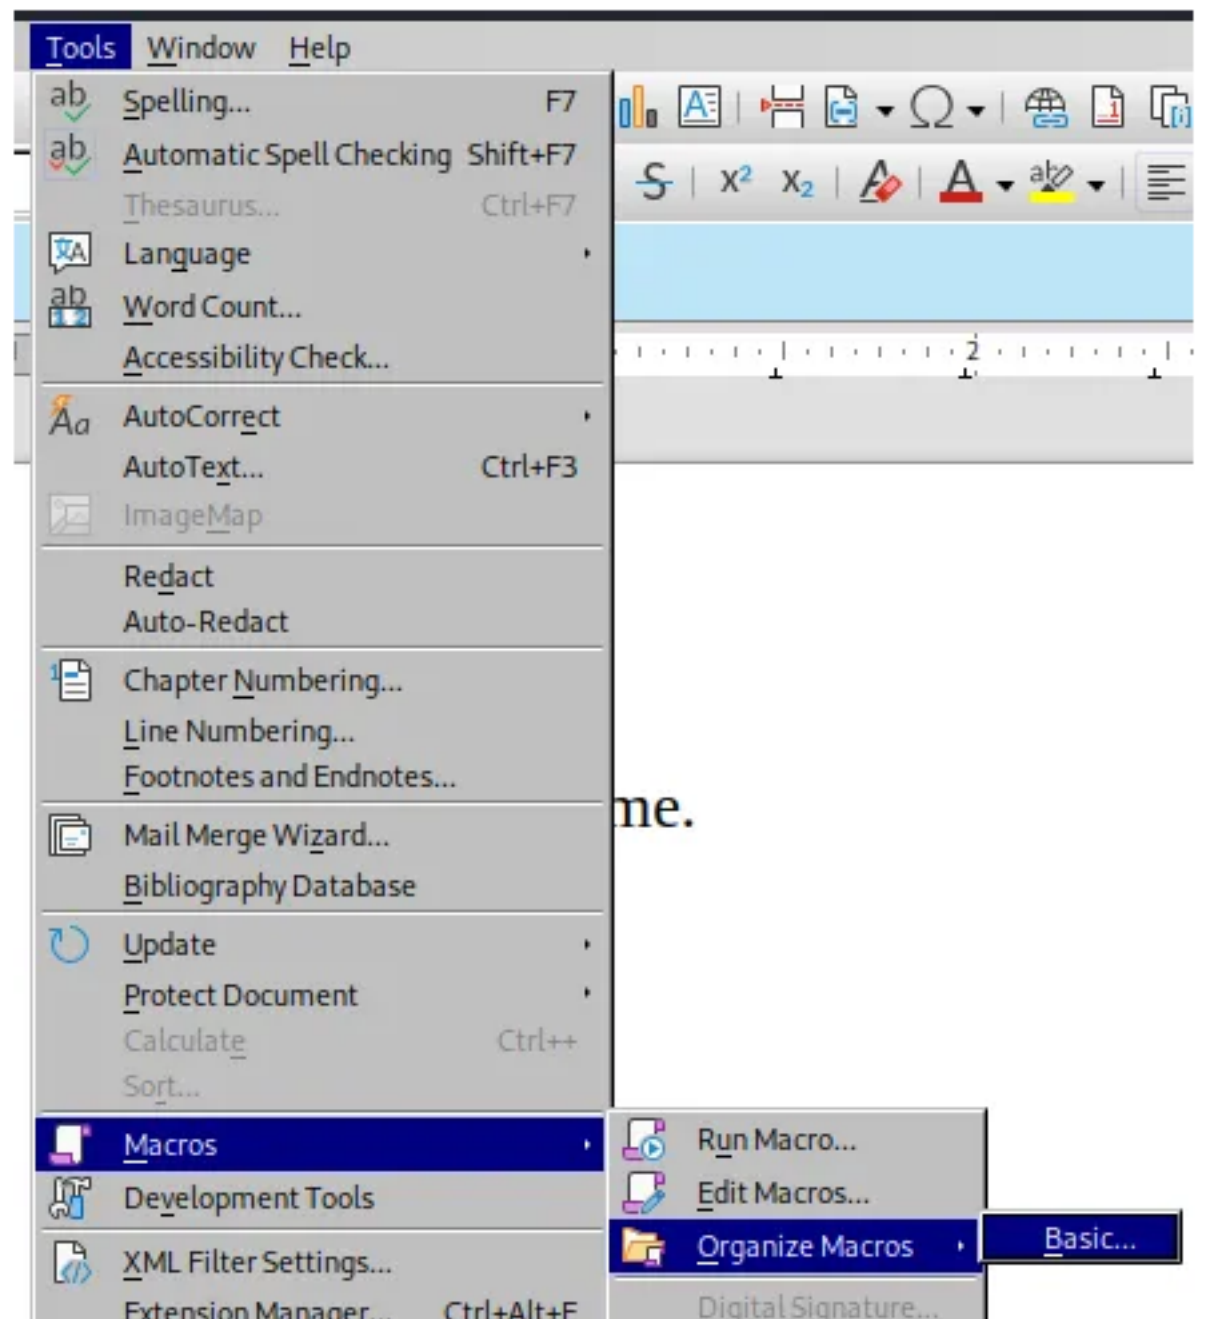 Tools Window Help
Spelling... F7
Automatic Spell Checking Shift+F7
Thesaurus... Ctrl+F7
Language
Word Count...
Accessibility Check...
2
AutoCorrect
AutoText... Ctrl+F3
ImageMap
Redact
Auto-Redact
Chapter Numbering...
Line Numbering...
Footnotes and Endnotes...
me.
Mail Merge Wizard...
Bibliography Database
Update
Protect Document
Calculate Ctrl++
Sort...
Macros
Run Macro...
Development Tools
Edit Macros...
Organize Macros
Basic...
XML Filter Settings...
Digital Signature...
Extension Manager... Ctrl+Alt+E